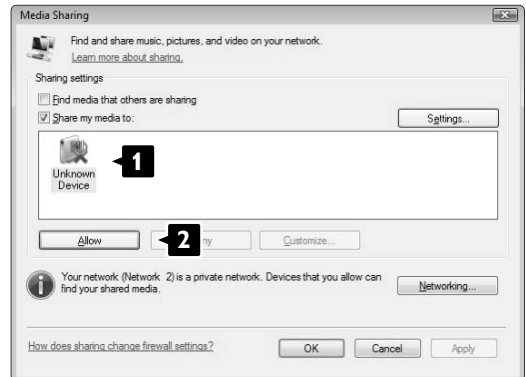 Media Sharing
Find and share music, pictures, and video on your network.
Learn more about sharing.
Sharing settings
Find media that others are sharing
Share my media to:
Settings...
Unknown
Device
1
Allow
2
Customize...
Your network (Network 2) is a private network. Devices that you allow can
find your shared media.
Networking...
How does sharing change firewall settings?
OK
Cancel
Apply